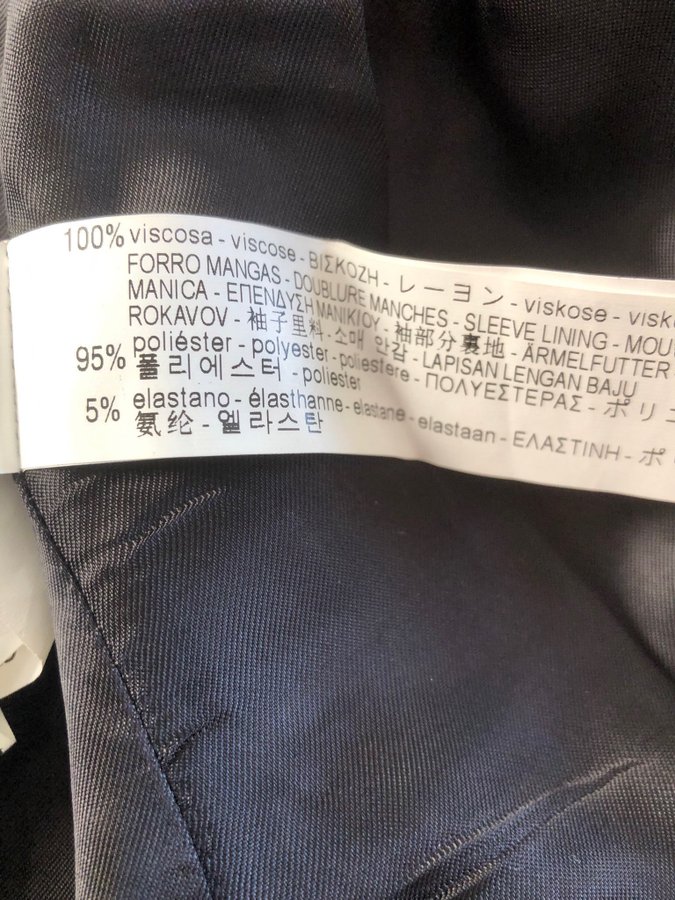 100% viscosa - viscose - ΒΙΣΚΟΖΗ - レーヨン - viskose - visk
FORRO MANGAS - DOUBLURE MANCHES - SLEEVE LINING - MOU
MANICA - ΕΠΕΝΔΥΣΗ ΜΑΝΙΚΙΟΥ - 袖部分裏地 - ÄRMELFUTTER
ROKAVOV - 袖子里料 - 소매 안감 - LAPISAN LENGAN BAJU
95% poliéster - polyester - poliestere - ΠΟΛΥΕΣΤΕΡΑΣ - ポリエ
폴리에스터 - poliester
5% elastano - élasthanne - elastane - elastaan - ΕΛΑΣΤΙΝΗ - ポ
氨纶 - 엘라스탄